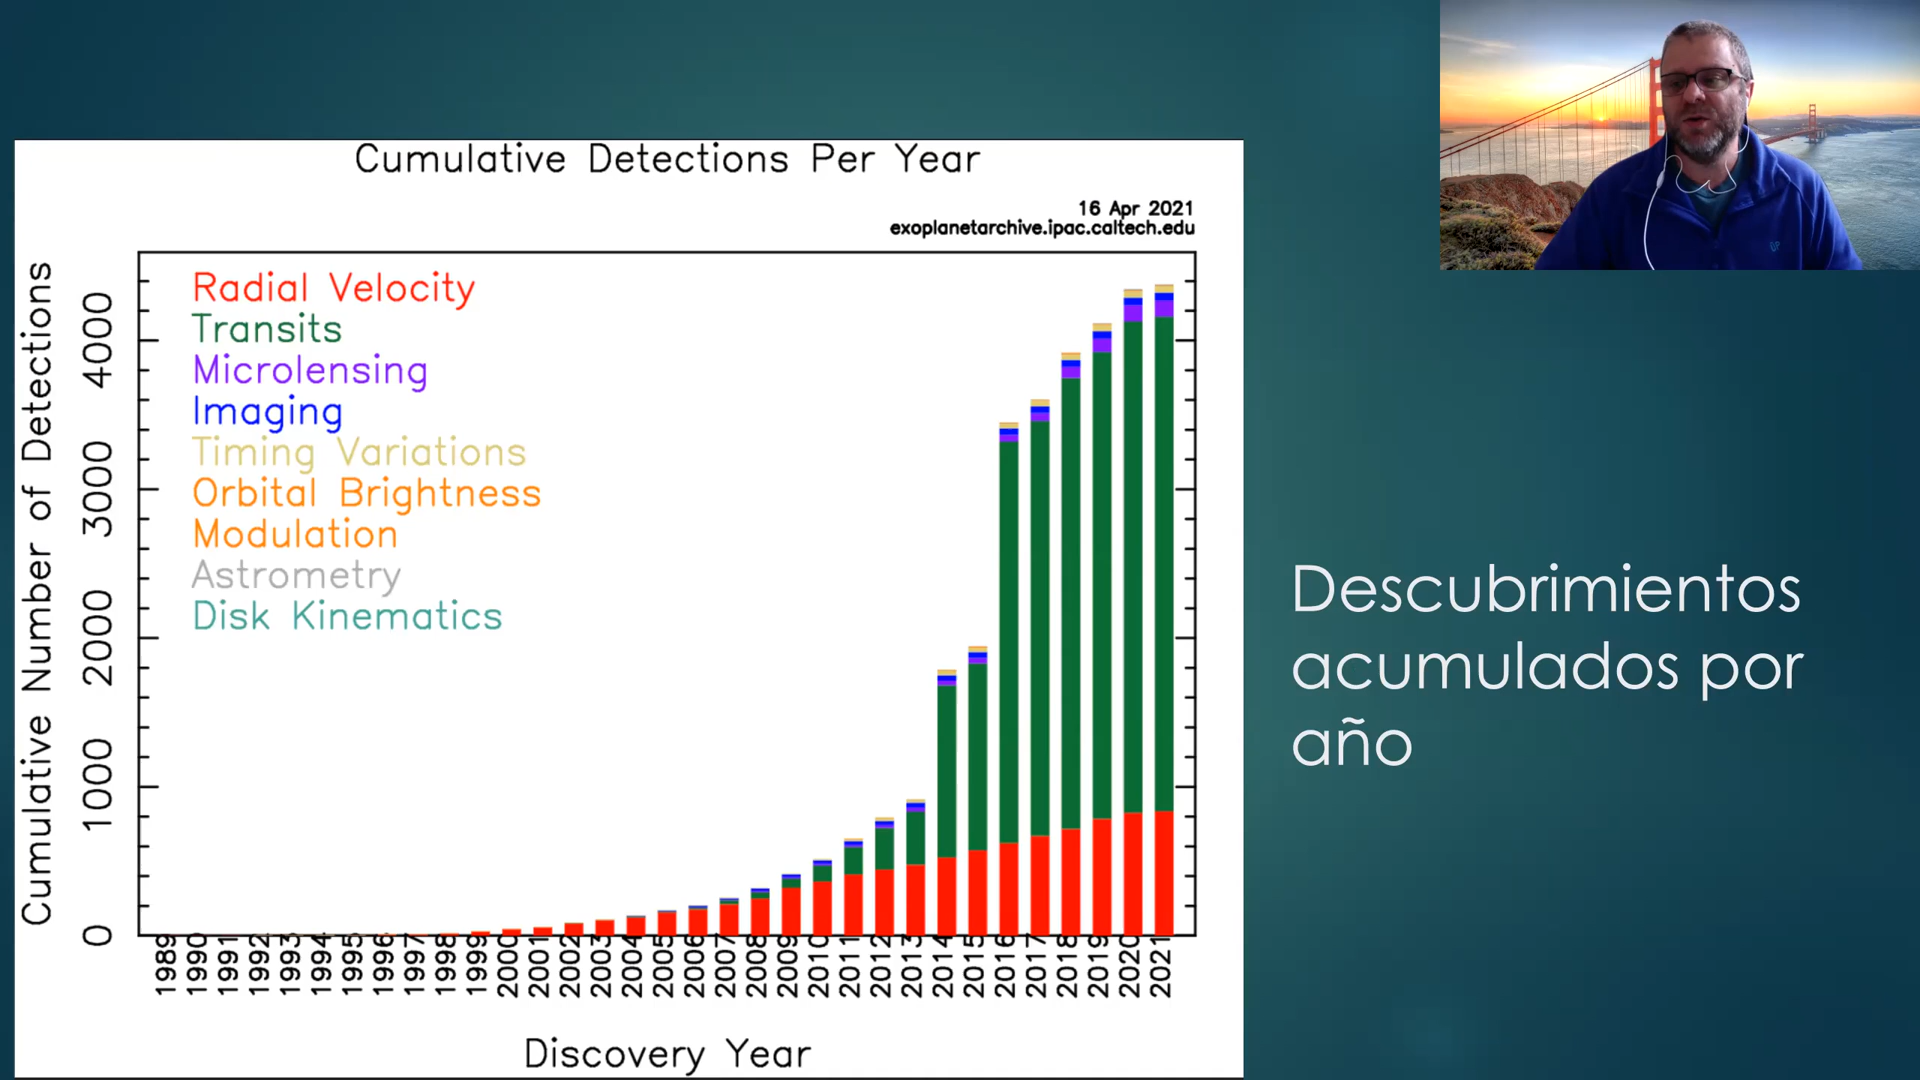 Cumulative Detections Per Year
16 Apr 2021
exoplanetarchive.ipac.caltech.edu
Cumulative Number of Detections
4000
3000
2000
1000
0
Radial Velocity
Transits
Microlensing
Imaging
Timing Variations
Orbital Brightness
Modulation
Astrometry
Disk Kinematics
1989
1990
1991
1992
1993
1994
1995
1996
1997
1998
1999
2000
2001
2002
2003
2004
2005
2006
2007
2008
2009
2010
2011
2012
2013
2014
2015
2016
2017
2018
2019
2020
2021
Discovery Year
Descubrimientos
acumulados por
año